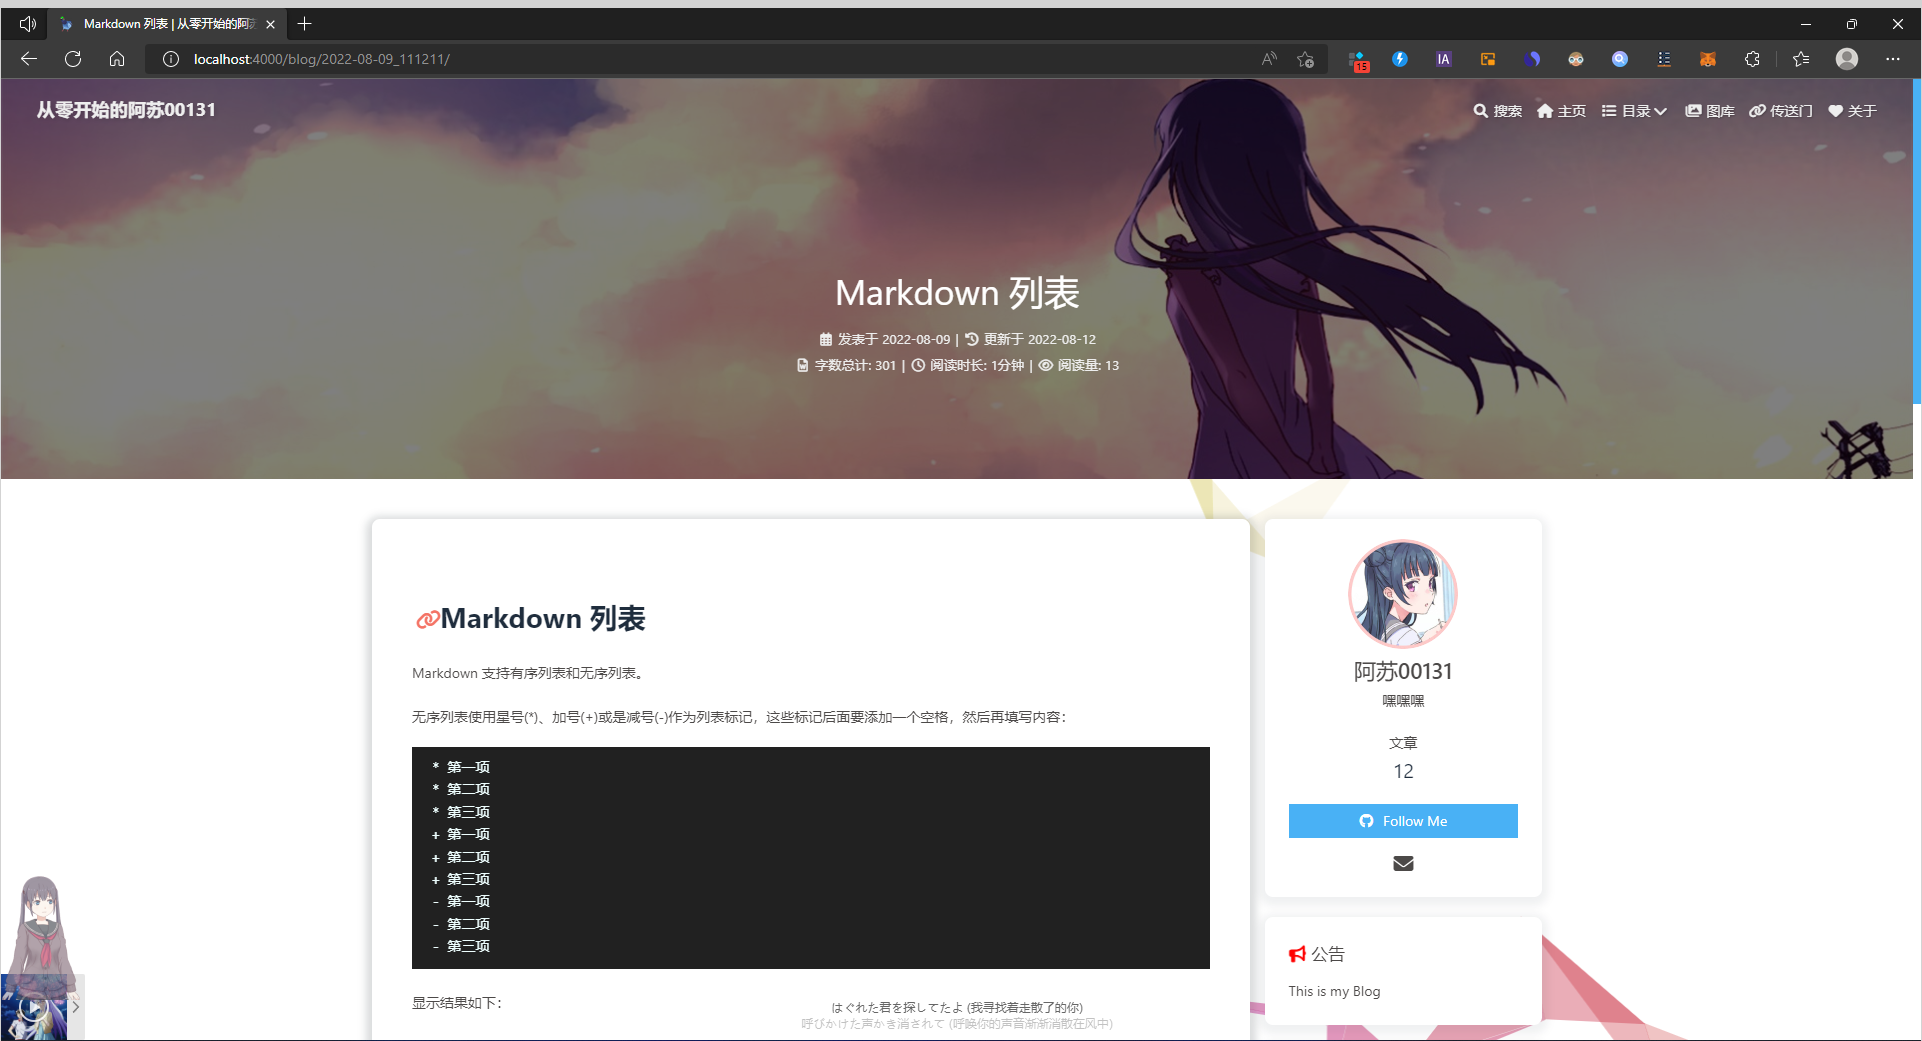 Markdown 列表 | 从零开始的阿苏
localhost:4000/blog/2022-08-09_111211/
15
IA
从零开始的阿苏00131
搜索 主页 目录 图库 传送门 关于
Markdown 列表
发表于 2022-08-09 | 更新于 2022-08-12
字数总计: 301 | 阅读时长: 1分钟 | 阅读量: 13
Markdown 列表
Markdown 支持有序列表和无序列表。
无序列表使用星号(*)、加号(+)或是减号(-)作为列表标记，这些标记后面要添加一个空格，然后再填写内容：
* 第一项
* 第二项
* 第三项
+ 第一项
+ 第二项
+ 第三项
- 第一项
- 第二项
- 第三项
显示结果如下：
阿苏00131
嘿嘿嘿
文章
12
Follow Me
公告
This is my Blog
はぐれた君を探してたよ (我寻找着走散了的你)
呼びかけた声かき消されて (呼唤你的声音渐渐消散在风中)